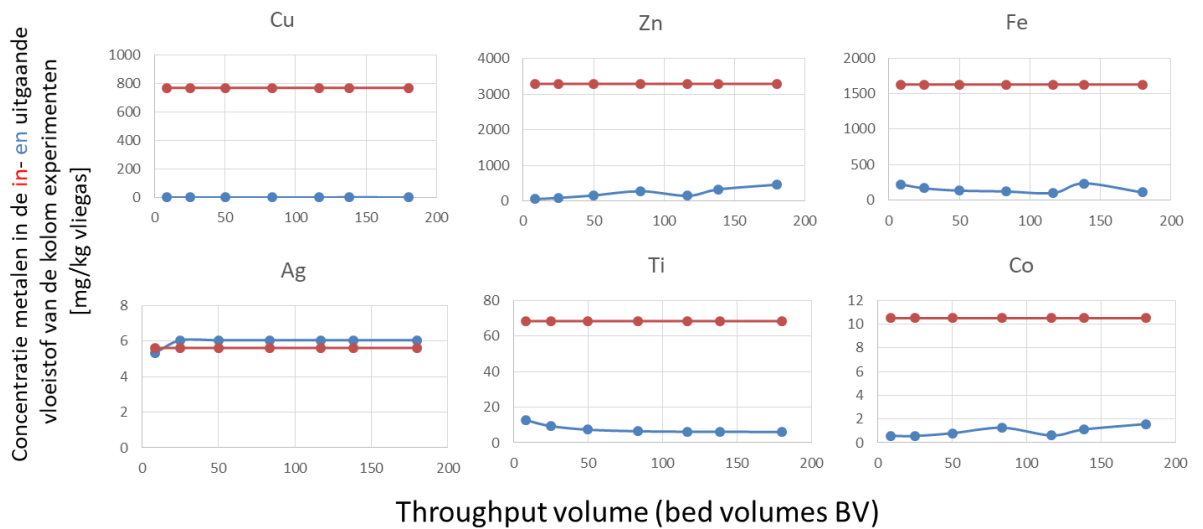 Concentratie metalen in de in- en uitgaande
vloeistof van de kolom experimenten
[mg/kg vliegas]
Cu
1000
800
600
400
200
0
0 50 100 150 200
Zn
4000
3000
2000
1000
0
0 50 100 150 200
Fe
2000
1500
1000
500
0
0 50 100 150 200
Ag
8
6
4
2
0
0 50 100 150 200
Ti
80
60
40
20
0
0 50 100 150 200
Co
12
10
8
6
4
2
0
0 50 100 150 200
Throughput volume (bed volumes BV)